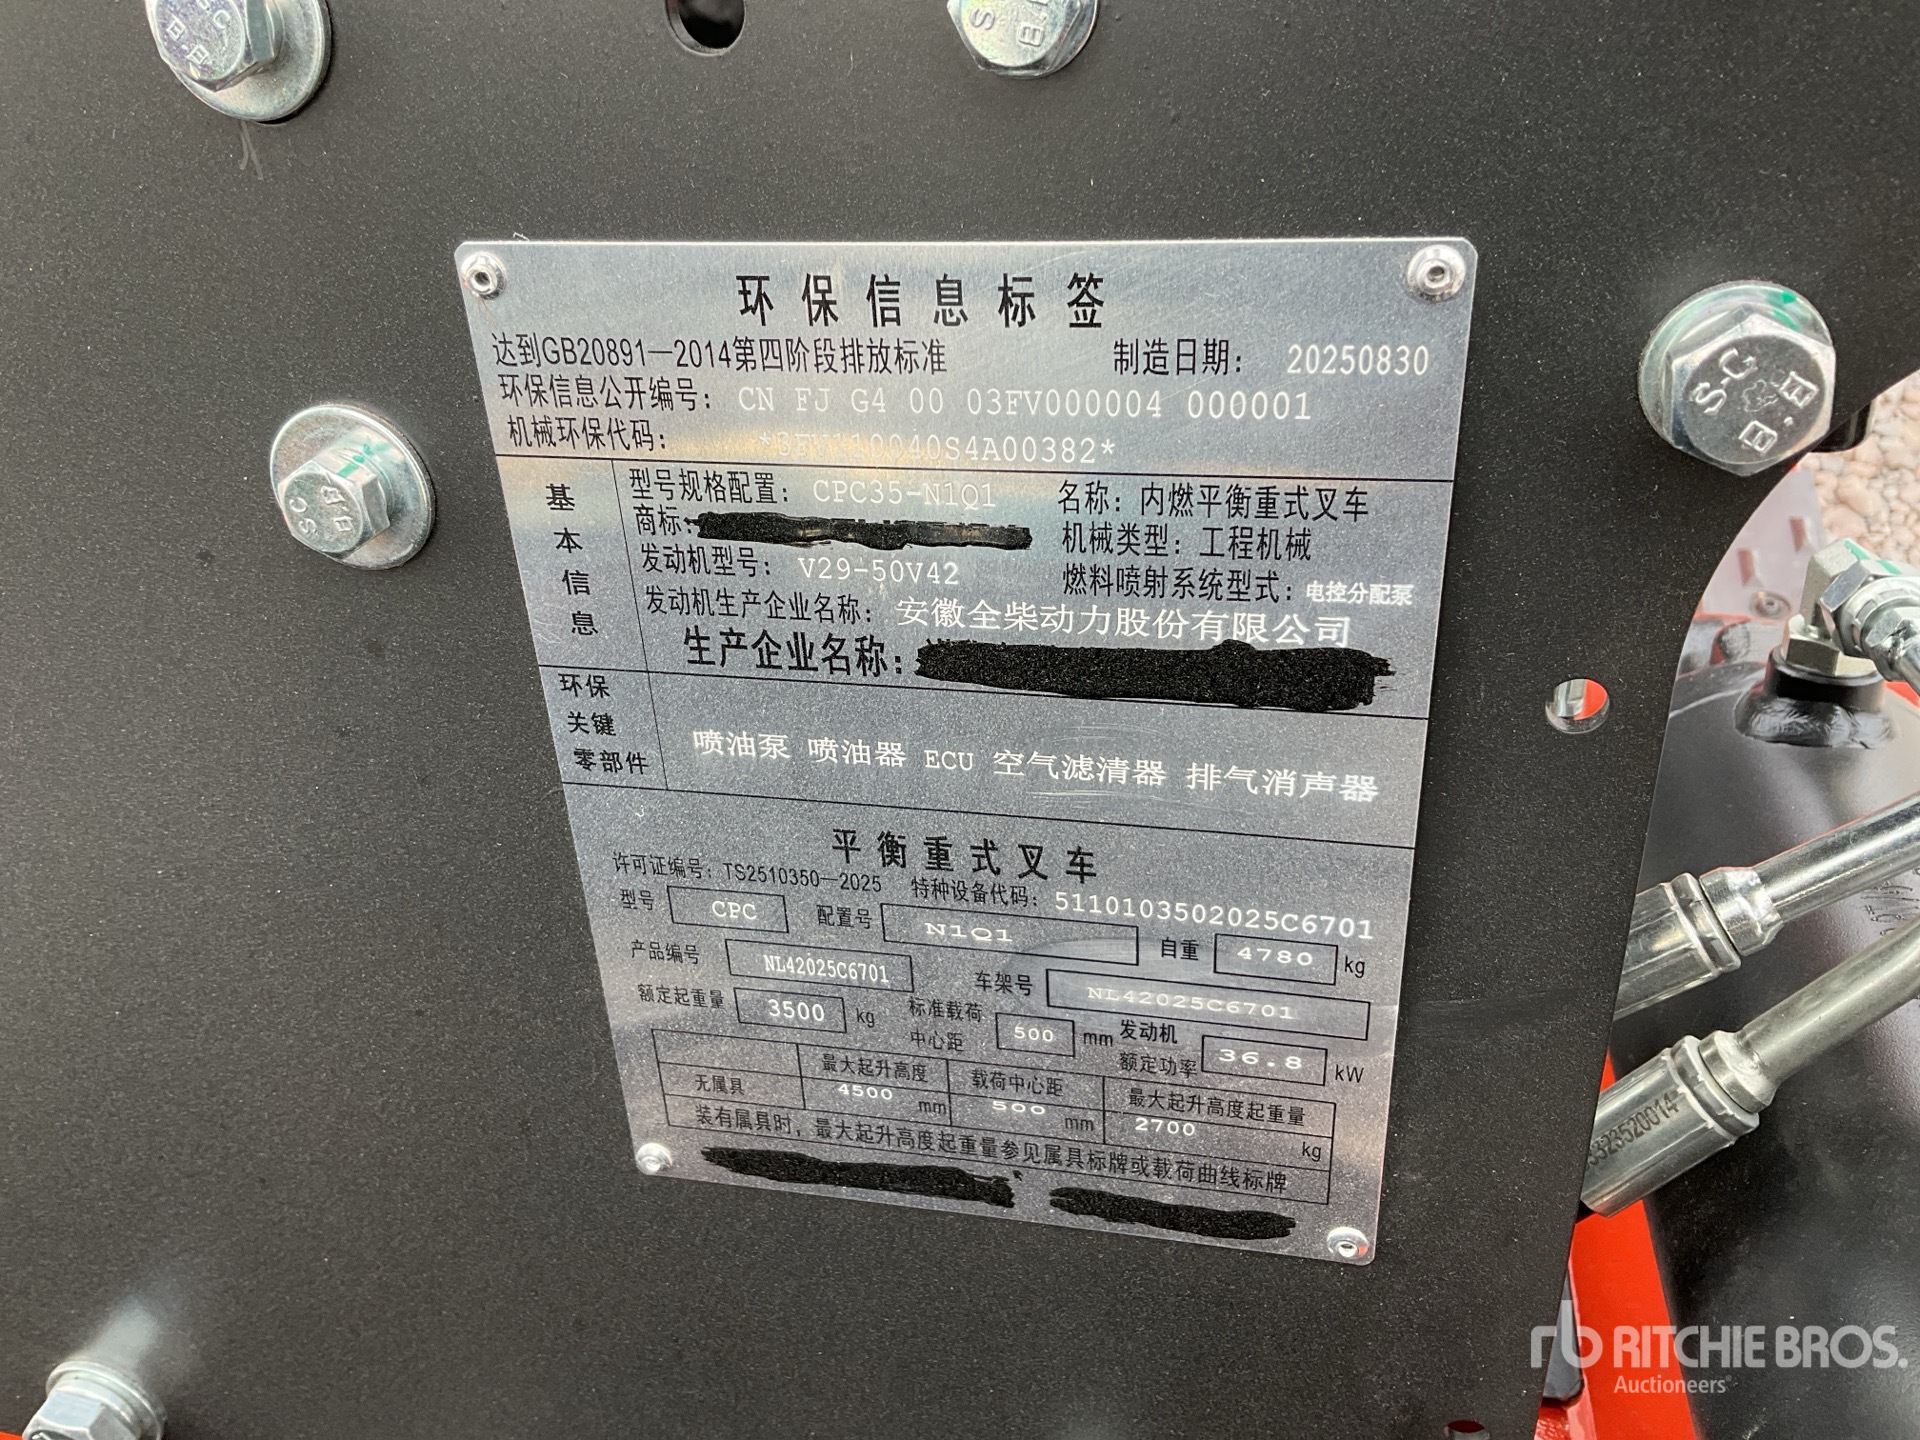 环保信息标签
达到GB20891—2014第四阶段排放标准 制造日期： 20250830
环保信息公开编号： CN FJ G4 00 03FV000004 000001
机械环保代码： *3FV110040S4A00382*
基本信息
型号规格配置： CPC35-N1Q1 名称：内燃平衡重式叉车
商标： 机械类型：工程机械
发动机型号： V29-50V42 燃料喷射系统型式：电控分配泵
发动机生产企业名称： 安徽全柴动力股份有限公司
生产企业名称：
环保关键零部件
喷油泵 喷油器 ECU 空气滤清器 排气消声器
平衡重式叉车
许可证编号：TS2510350—2025 特种设备代码：5110103502025C6701
型号 CPC 配置号 N1Q1 自重 4780 kg
产品编号 NL42025C6701 车架号 NL42025C6701
额定起重量 3500 kg 标准载荷中心距 500 mm 发动机额定功率 36.8 kW
最大起升高度 载荷中心距 最大起升高度起重量
无属具 4500 mm 500 mm 2700 kg
装有属具时，最大起升高度起重量参见属具标牌或载荷曲线标牌
S.C
8.8
S
8.
S.C
8.8
S.C
8.8
S323520014*
rb RITCHIE BROS.
Auctioneers